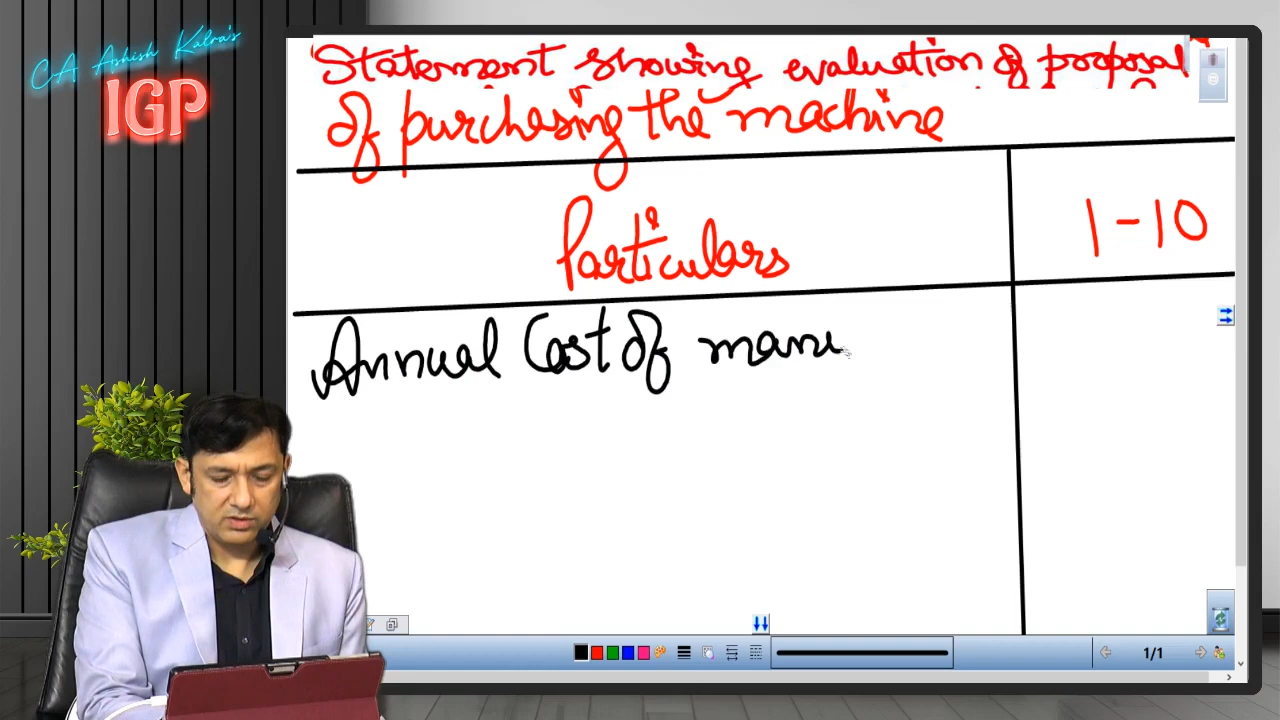 CA Ashish Kalra's
IGP
Statement showing evaluation of proposal
of purchesing the machine
Particulars
1-10
Annual Cost of manu
1/1